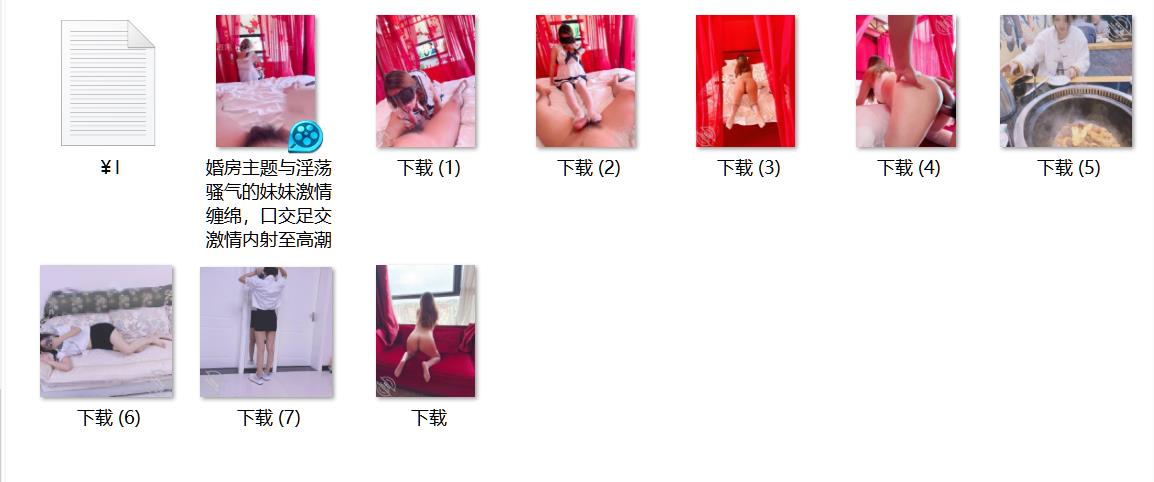 ¥ l
婚房主题与淫荡
骚气的妹妹激情
缠绵，口交足交
激情内射至高潮
下载 (1)
下载 (2)
下载 (3)
下载 (4)
下载 (5)
下载 (6)
下载 (7)
下载